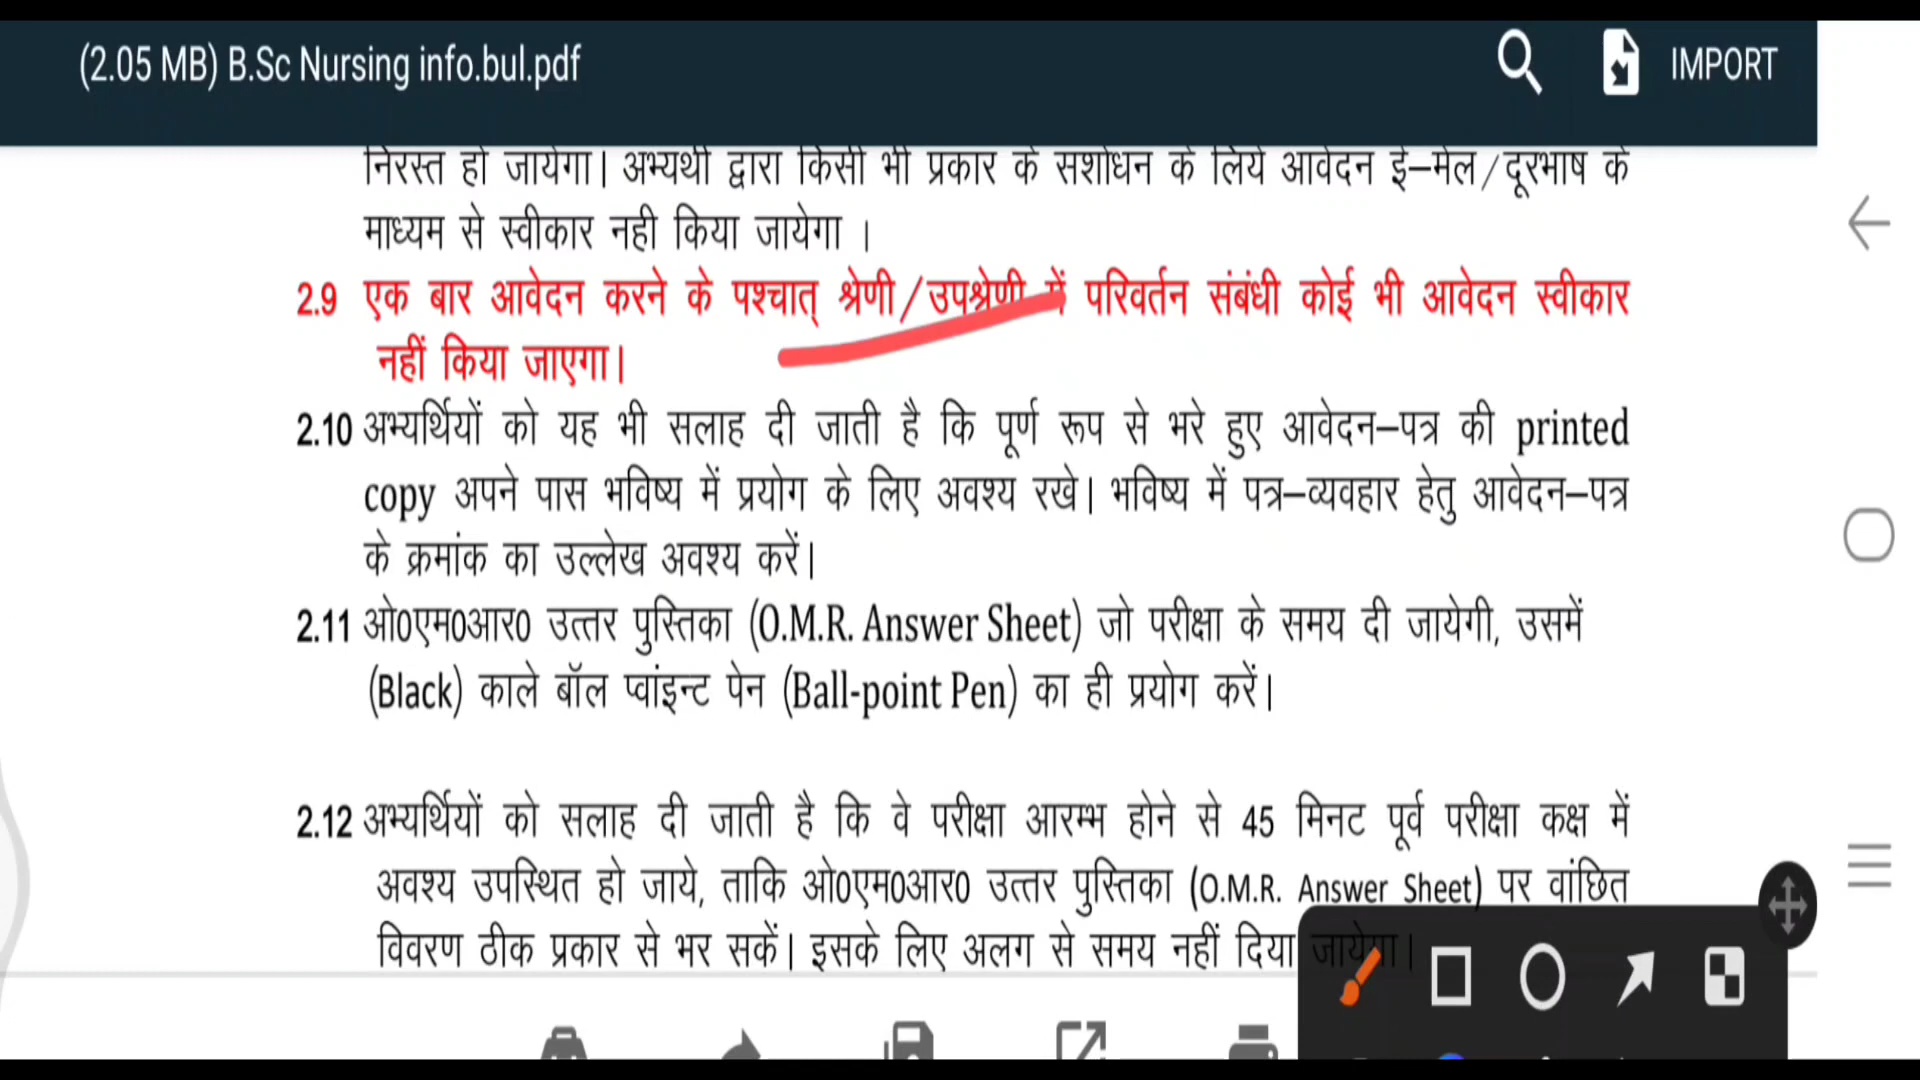 (2.05 MB) B.Sc Nursing info.bul.pdf
IMPORT
निरस्त हो जायेगा। अभ्यर्थी द्वारा किसी भी प्रकार के संशोधन के लिये आवेदन ई–मेल/दूरभाष के
माध्यम से स्वीकार नही किया जायेगा ।
2.9 एक बार आवेदन करने के पश्चात् श्रेणी/उपश्रेणी में परिवर्तन संबंधी कोई भी आवेदन स्वीकार
नहीं किया जाएगा।
2.10 अभ्यर्थियों को यह भी सलाह दी जाती है कि पूर्ण रूप से भरे हुए आवेदन–पत्र की printed
copy अपने पास भविष्य में प्रयोग के लिए अवश्य रखे। भविष्य में पत्र–व्यवहार हेतु आवेदन–पत्र
के क्रमांक का उल्लेख अवश्य करें।
2.11 ओ0एम0आर0 उत्तर पुस्तिका (O.M.R. Answer Sheet) जो परीक्षा के समय दी जायेगी, उसमें
(Black) काले बॉल प्वांइन्ट पेन (Ball-point Pen) का ही प्रयोग करें।
2.12 अभ्यर्थियों को सलाह दी जाती है कि वे परीक्षा आरम्भ होने से 45 मिनट पूर्व परीक्षा कक्ष में
अवश्य उपस्थित हो जाये, ताकि ओ0एम0आर0 उत्तर पुस्तिका (O.M.R. Answer Sheet) पर वांछित
विवरण ठीक प्रकार से भर सकें। इसके लिए अलग से समय नहीं दिया जायेगा।